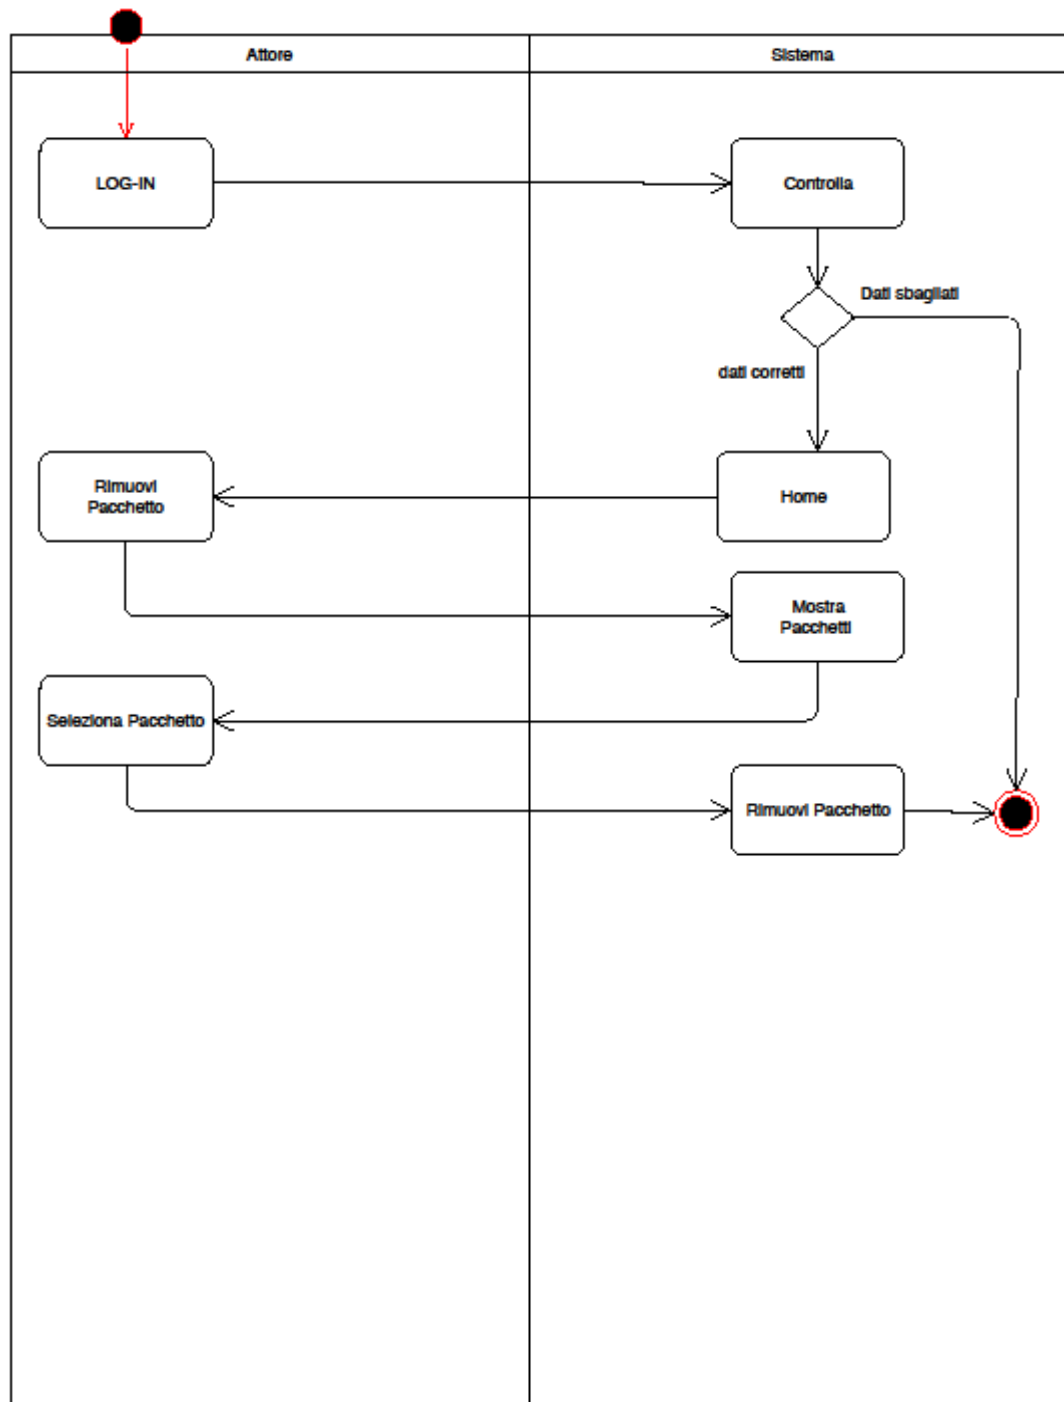 Attore
Sistema
LOG-IN
Controlla
Dati sbagliati
dati corretti
Rimuovi
Pacchetto
Home
Mostra
Pacchetti
Seleziona Pacchetto
Rimuovi Pacchetto